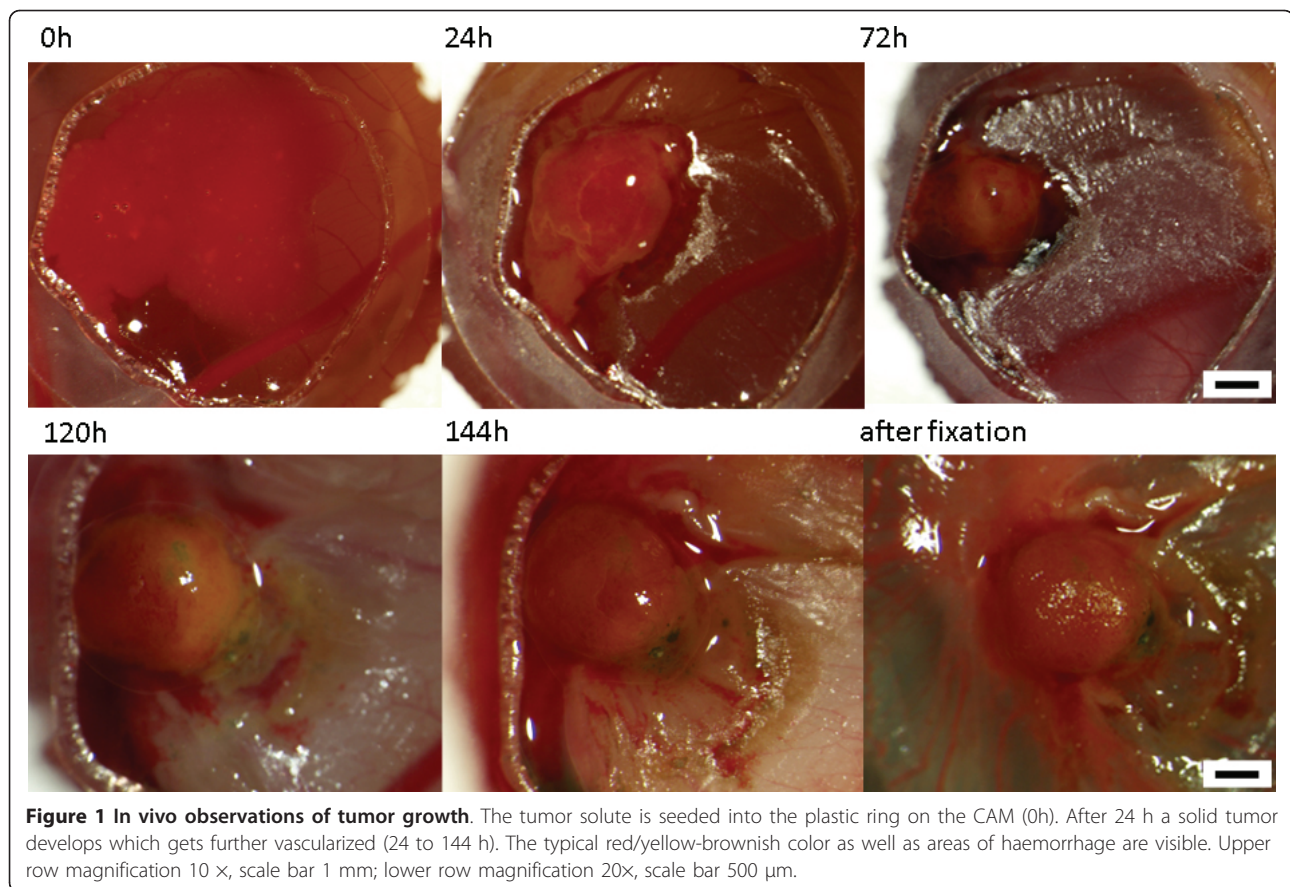 0h 24h 72h
120h 144h after fixation
Figure 1 In vivo observations of tumor growth. The tumor solute is seeded into the plastic ring on the CAM (0h). After 24 h a solid tumor
develops which gets further vascularized (24 to 144 h). The typical red/yellow-brownish color as well as areas of haemorrhage are visible. Upper
row magnification 10 ×, scale bar 1 mm; lower row magnification 20×, scale bar 500 μm.